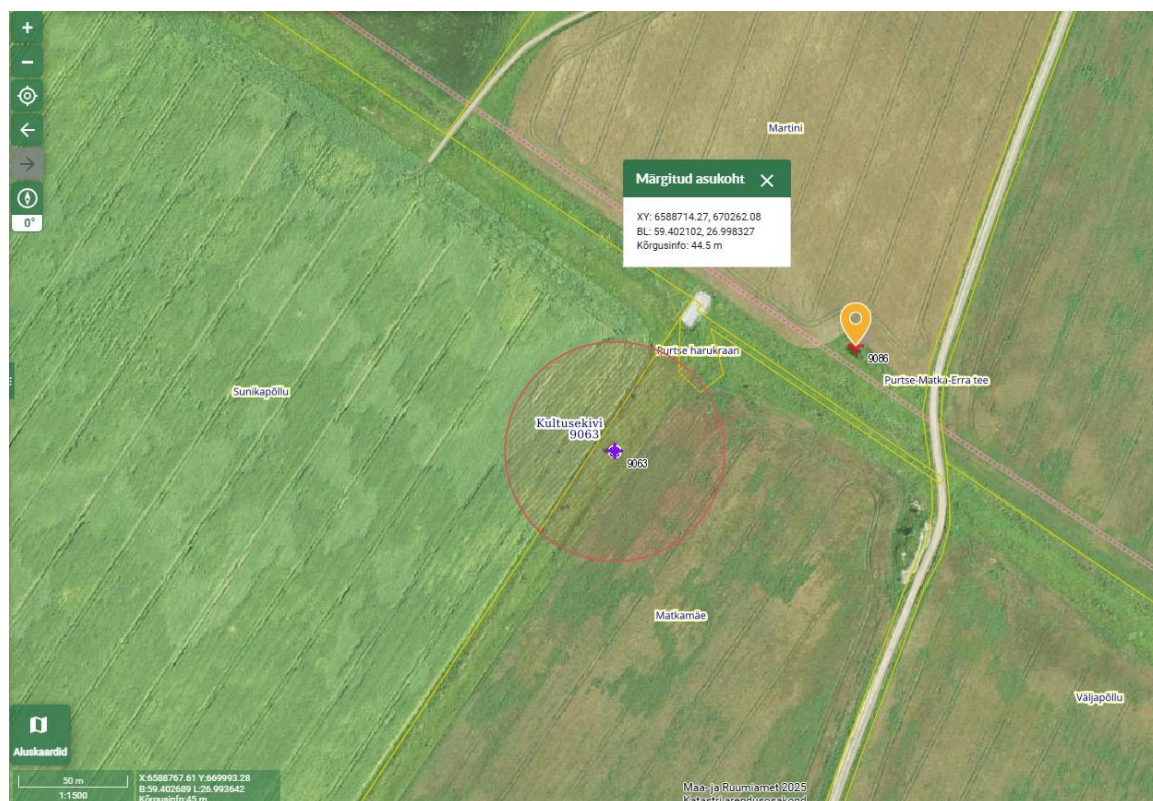 +
−
0°
Martini
Märgitud asukoht ×
XY: 6588714.27, 670262.08
BL: 59.402102, 26.998327
Kõrgusinfo: 44.5 m
Purtse harukraan
9086
Purtse-Matka-Erra tee
Sunikapõllu
Kultusekivi
9063
9063
Matkamäe
Väljapõllu
Aluskaardid
50 m
1:1500
X:6588767.61 Y:669993.28
B:59.402689 L:26.993642
Kõrgusinfo:45 m
Maa- ja Ruumiamet 2025
Katastri arendusosakond